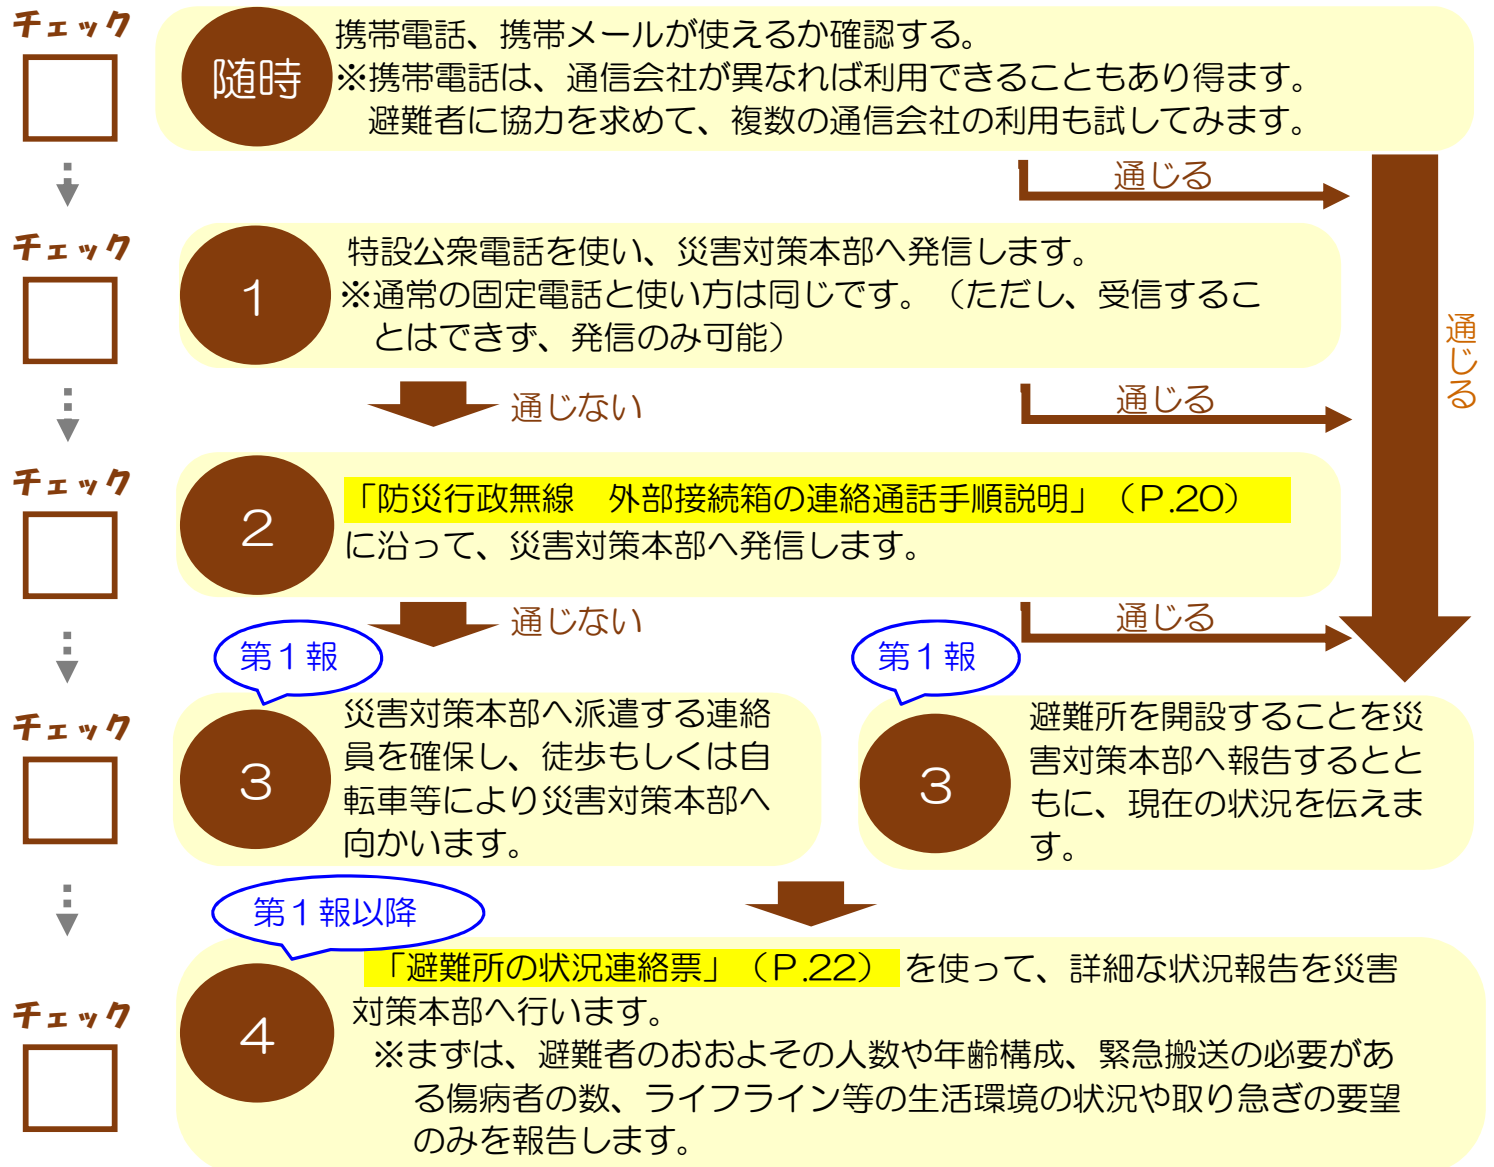 チェック
随時
携帯電話、携帯メールが使えるか確認する。
※携帯電話は、通信会社が異なれば利用できることもあり得ます。
避難者に協力を求めて、複数の通信会社の利用も試してみます。
通じる
通じる
チェック
1
特設公衆電話を使い、災害対策本部へ発信します。
※通常の固定電話と使い方は同じです。（ただし、受信するこ
とはできず、発信のみ可能）
通じない
通じる
チェック
2
「防災行政無線　外部接続箱の連絡通話手順説明」（P.20）
に沿って、災害対策本部へ発信します。
通じない
通じる
第１報
チェック
3
災害対策本部へ派遣する連絡
員を確保し、徒歩もしくは自
転車等により災害対策本部へ
向かいます。
第１報
3
避難所を開設することを災
害対策本部へ報告するとと
もに、現在の状況を伝えま
す。
第１報以降
チェック
4
「避難所の状況連絡票」（P.22）を使って、詳細な状況報告を災害
対策本部へ行います。
※まずは、避難者のおおよその人数や年齢構成、緊急搬送の必要があ
る傷病者の数、ライフライン等の生活環境の状況や取り急ぎの要望
のみを報告します。